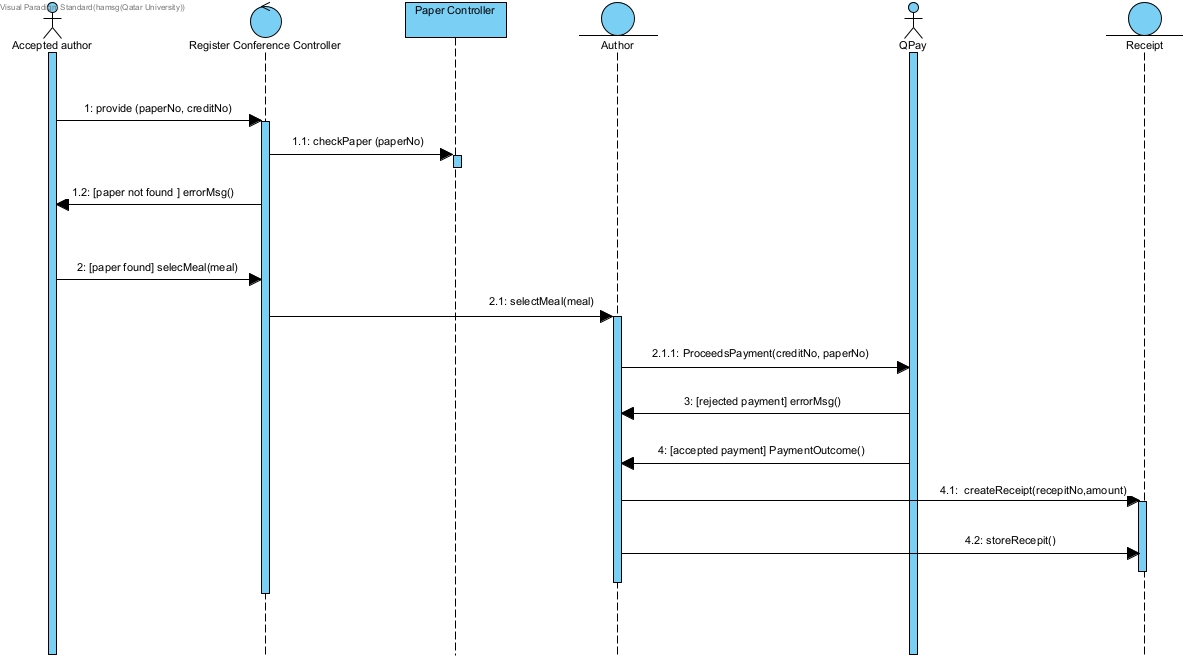 Visual Paradigm Standard(hamsg(Qatar University))
Paper Controller
Accepted author
Register Conference Controller
Author
QPay
Receipt
1: provide (paperNo, creditNo)
1.1: checkPaper (paperNo)
1.2: [paper not found ] errorMsg()
2: [paper found] selecMeal(meal)
2.1: selectMeal(meal)
2.1.1: ProceedsPayment(creditNo, paperNo)
3: [rejected payment] errorMsg()
4: [accepted payment] PaymentOutcome()
4.1: createReceipt(recepitNo,amount)
4.2: storeRecepit()